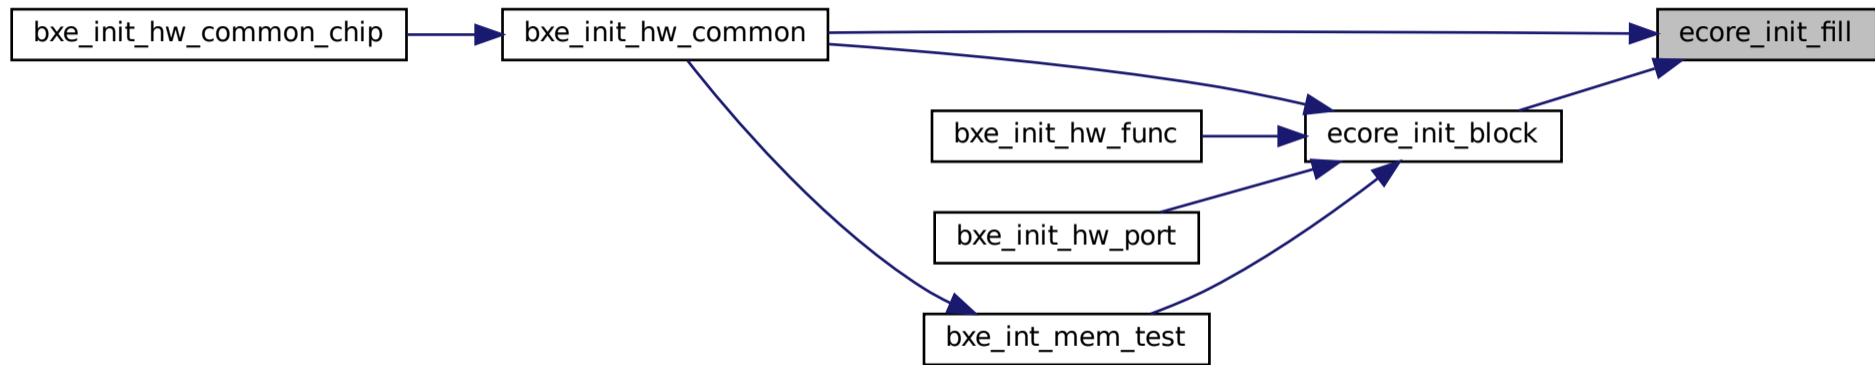 bxe_init_hw_common_chip
bxe_init_hw_common
ecore_init_fill
bxe_init_hw_func
ecore_init_block
bxe_init_hw_port
bxe_int_mem_test